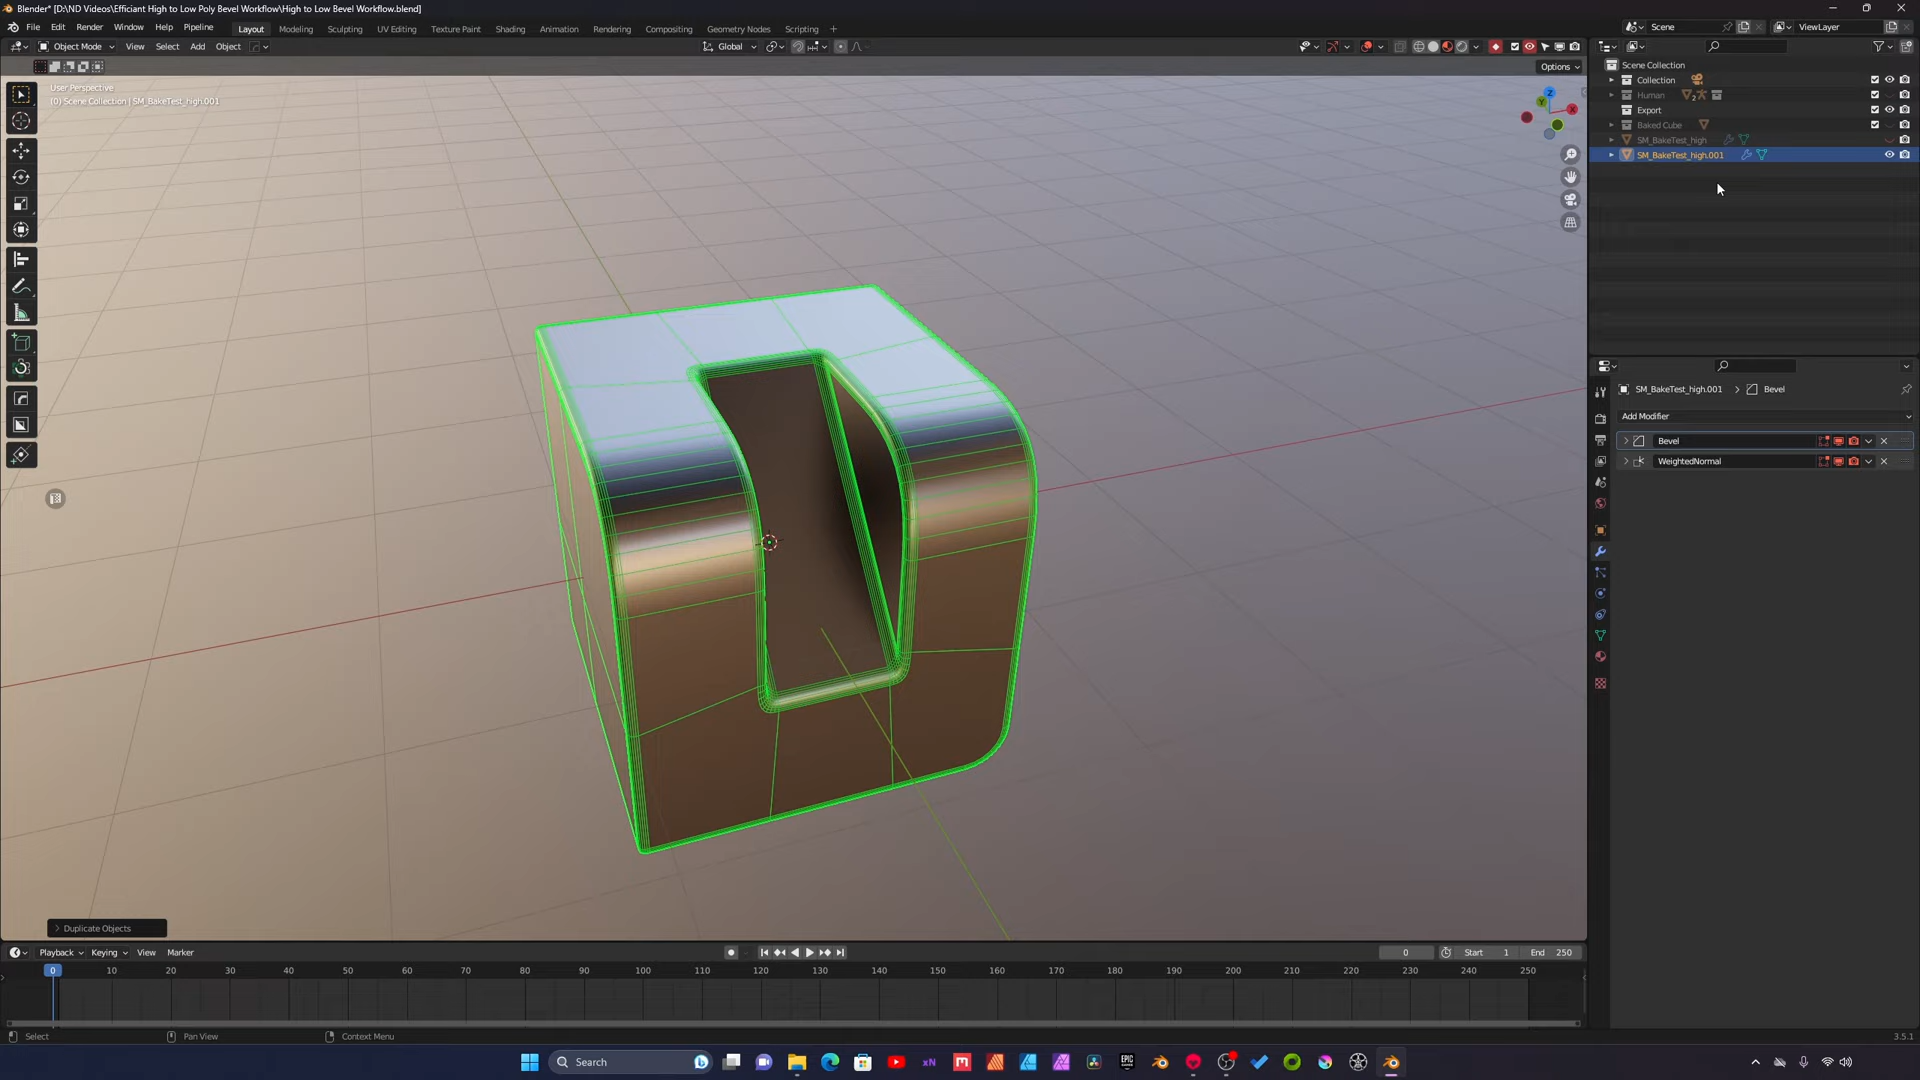 Blender* [D:\ND Videos\Efficiant High to Low Poly Bevel Workflow\High to Low Bevel Workflow.blend]
File Edit Render Window Help Pipeline Layout Modeling Sculpting UV Editing Texture Paint Shading Animation Rendering Compositing Geometry Nodes Scripting + Scene ViewLayer
Object Mode View Select Add Object Global
Options
User Perspective
(0) Scene Collection | SM_BakeTest_high.001
Z
Y
X
Scene Collection
Collection
Human 2
Export
Baked Cube
SM_BakeTest_high
SM_BakeTest_high.001
SM_BakeTest_high.001 > Bevel
Add Modifier
Bevel
WeightedNormal
> Duplicate Objects
Playback Keying View Marker 0 Start 1 End 250
0 10 20 30 40 50 60 70 80 90 100 110 120 130 140 150 160 170 180 190 200 210 220 230 240 250
Select Pan View Context Menu 3.5.1
Search xN EPIC